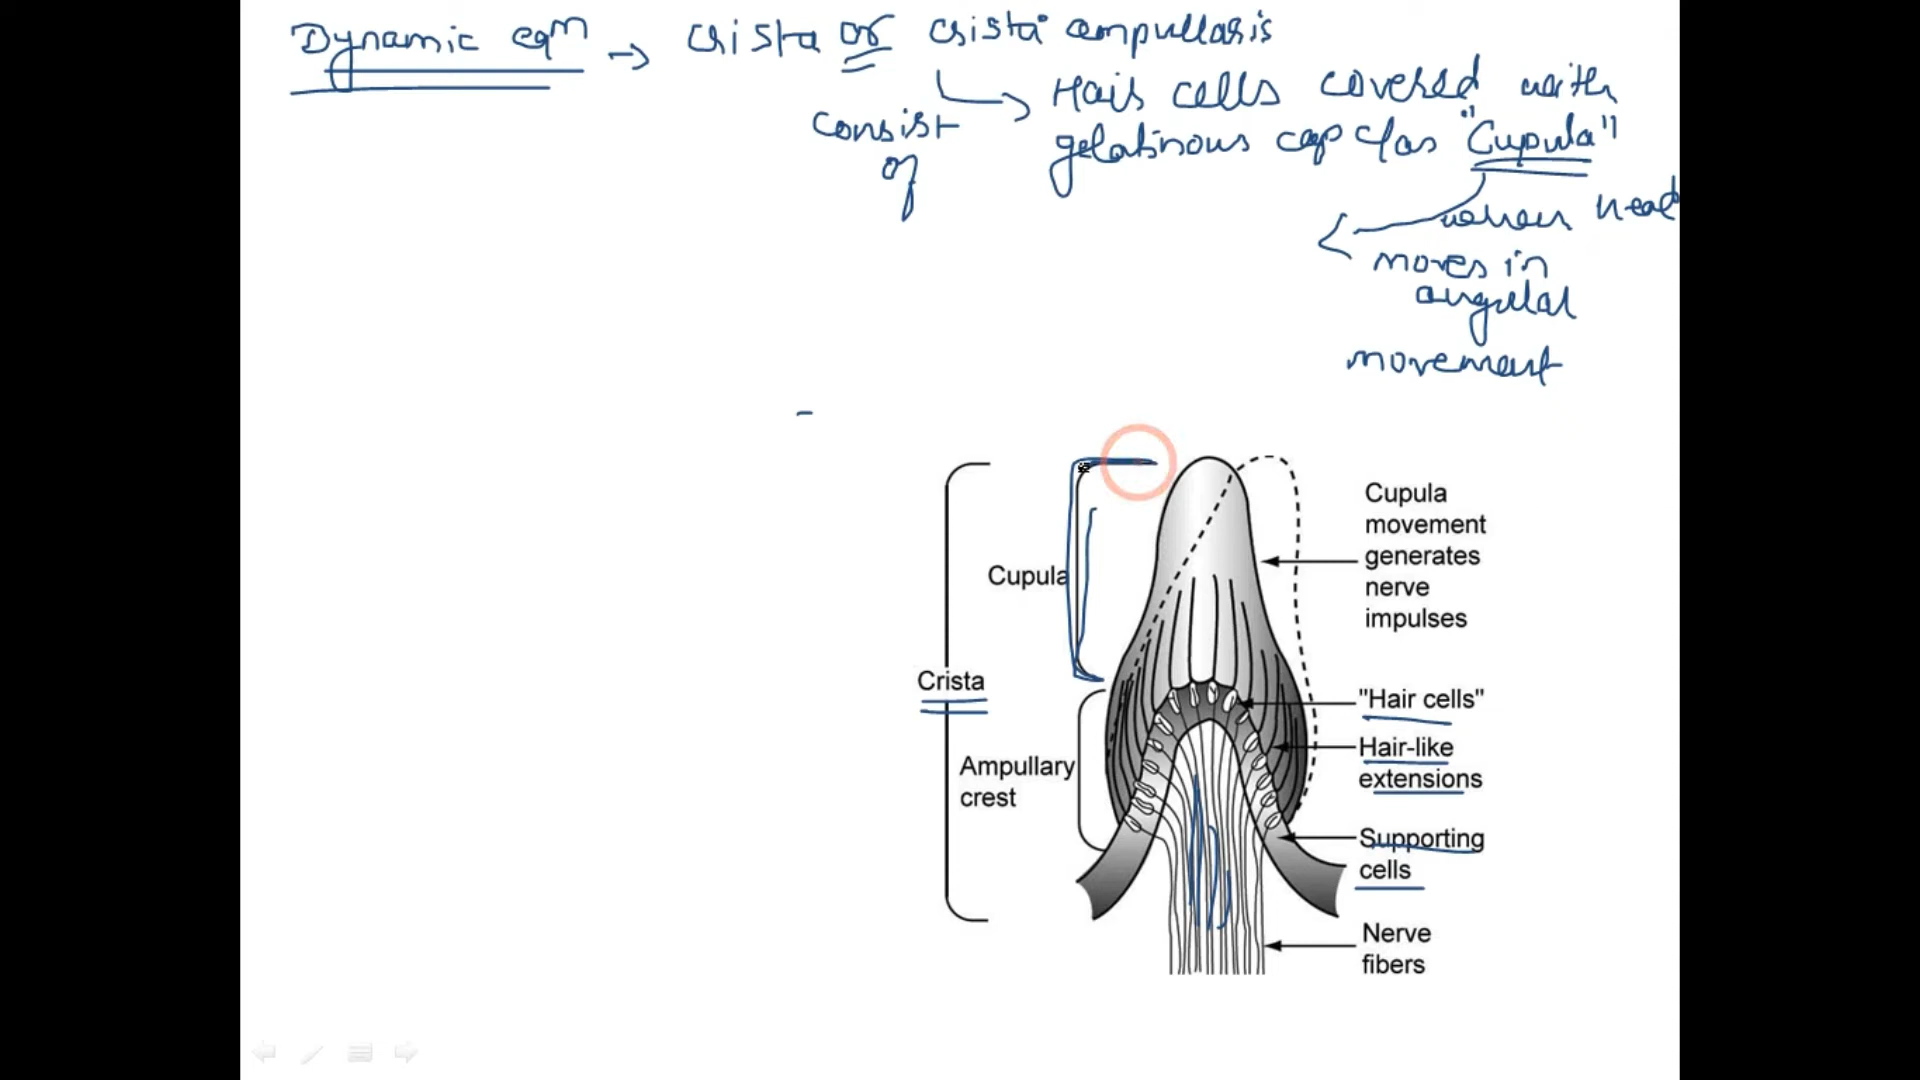 Dynamic eqm → crista or crista ampullaris
consist of → Hair cells covered with
gelatinous cap / as "Cupula"
when head
moves in
angular
movement
Cupula
movement
generates
nerve
impulses
Cupula
Crista
"Hair cells"
Hair-like
extensions
Ampullary
crest
Supporting
cells
Nerve
fibers